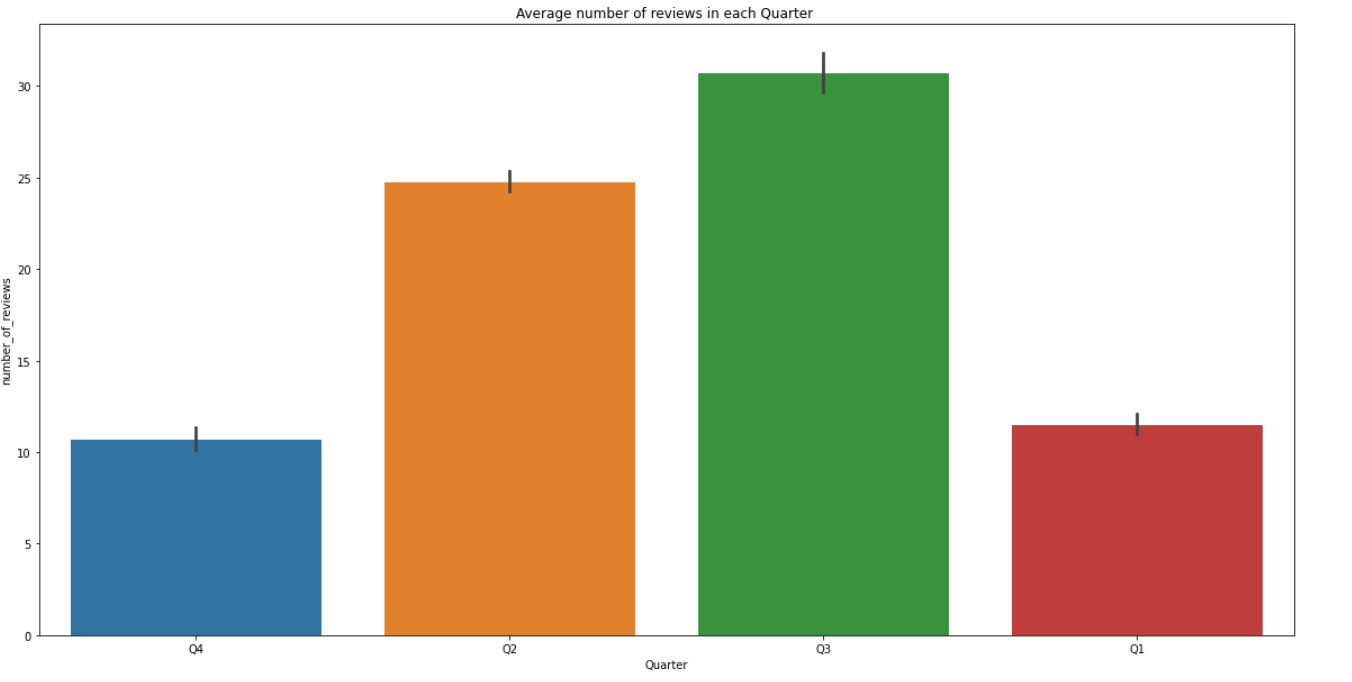 Average number of reviews in each Quarter
number_of_reviews
30
25
20
15
10
5
0
Q4 Q2 Q3 Q1
Quarter